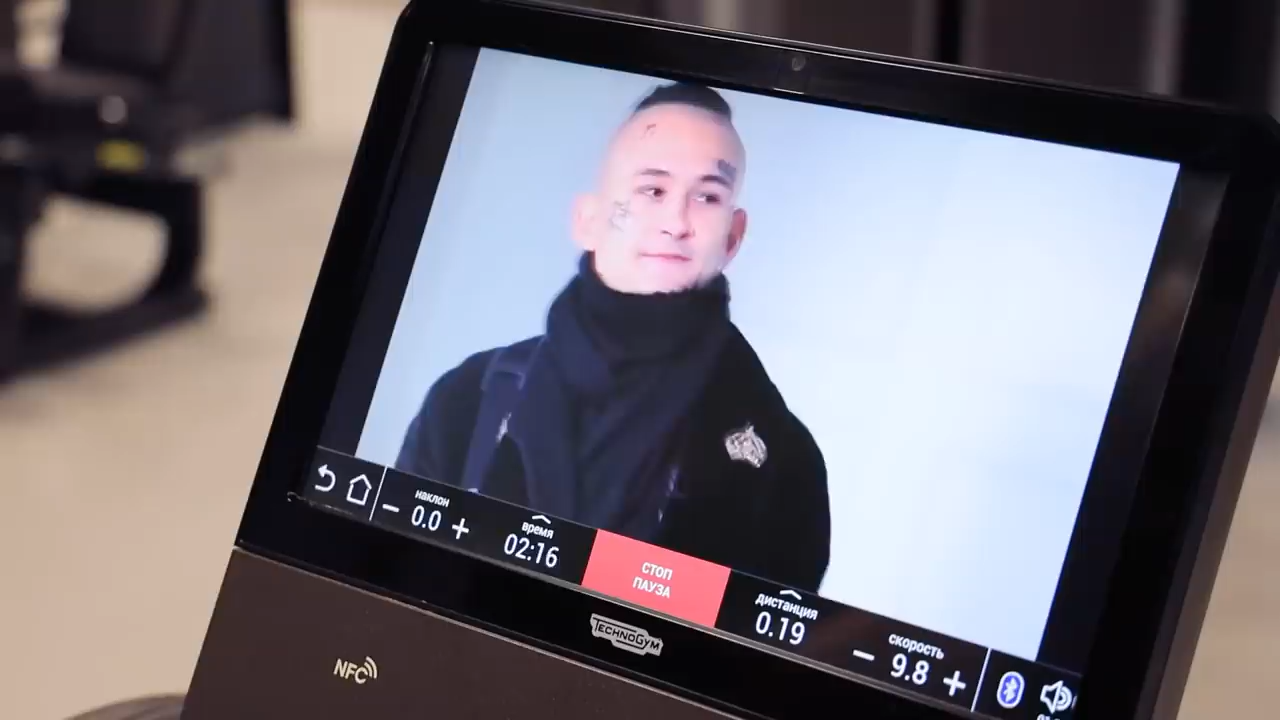 наклон
− 0.0 +
время
02:16
СТОП
ПАУЗА
дистанция
0.19
скорость
− 9.8 +
TECHNOGYM
NFC